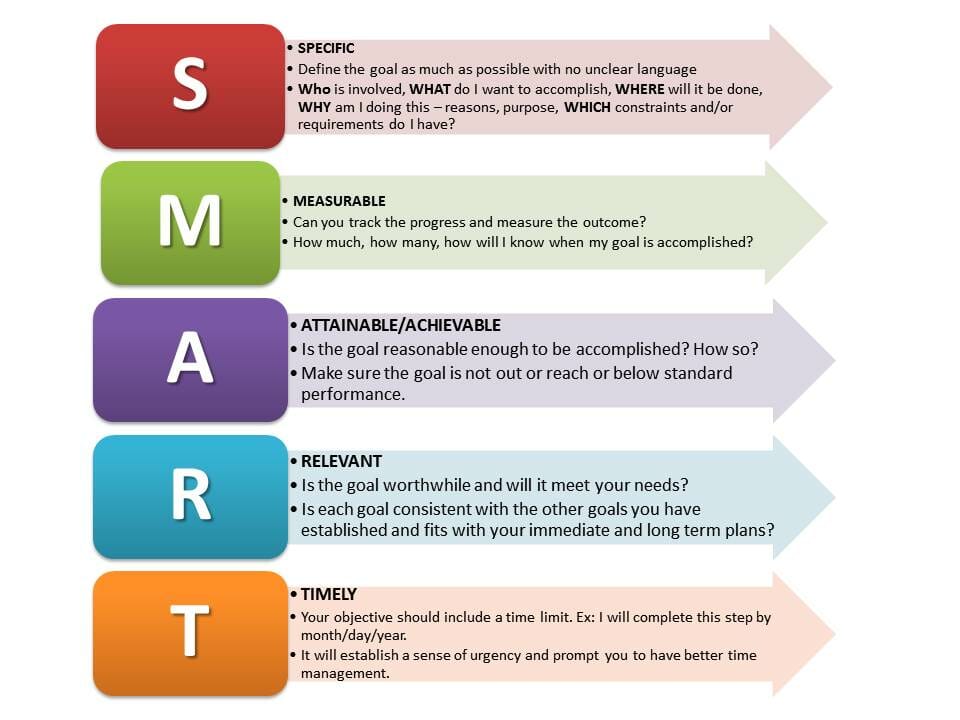 S
• SPECIFIC
• Define the goal as much as possible with no unclear language
• Who is involved, WHAT do I want to accomplish, WHERE will it be done,
WHY am I doing this – reasons, purpose, WHICH constraints and/or
requirements do I have?
M
• MEASURABLE
• Can you track the progress and measure the outcome?
• How much, how many, how will I know when my goal is accomplished?
A
• ATTAINABLE/ACHIEVABLE
• Is the goal reasonable enough to be accomplished? How so?
• Make sure the goal is not out or reach or below standard
performance.
R
• RELEVANT
• Is the goal worthwhile and will it meet your needs?
• Is each goal consistent with the other goals you have
established and fits with your immediate and long term plans?
T
• TIMELY
• Your objective should include a time limit. Ex: I will complete this step by
month/day/year.
• It will establish a sense of urgency and prompt you to have better time
management.